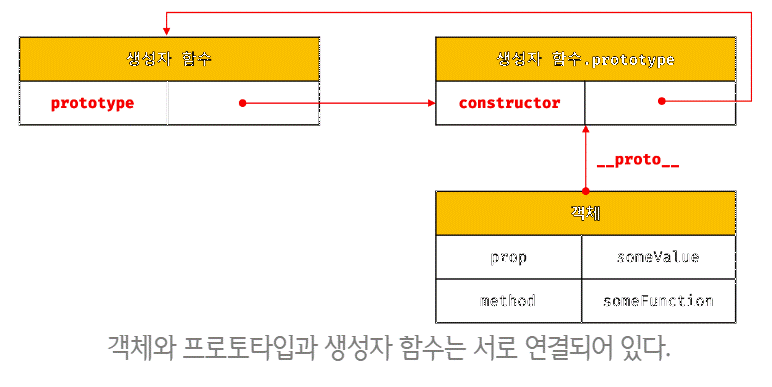 생성자 함수
생성자 함수.prototype
prototype
constructor
__proto__
객체
prop someValue
method someFunction
객체와 프로토타입과 생성자 함수는 서로 연결되어 있다.